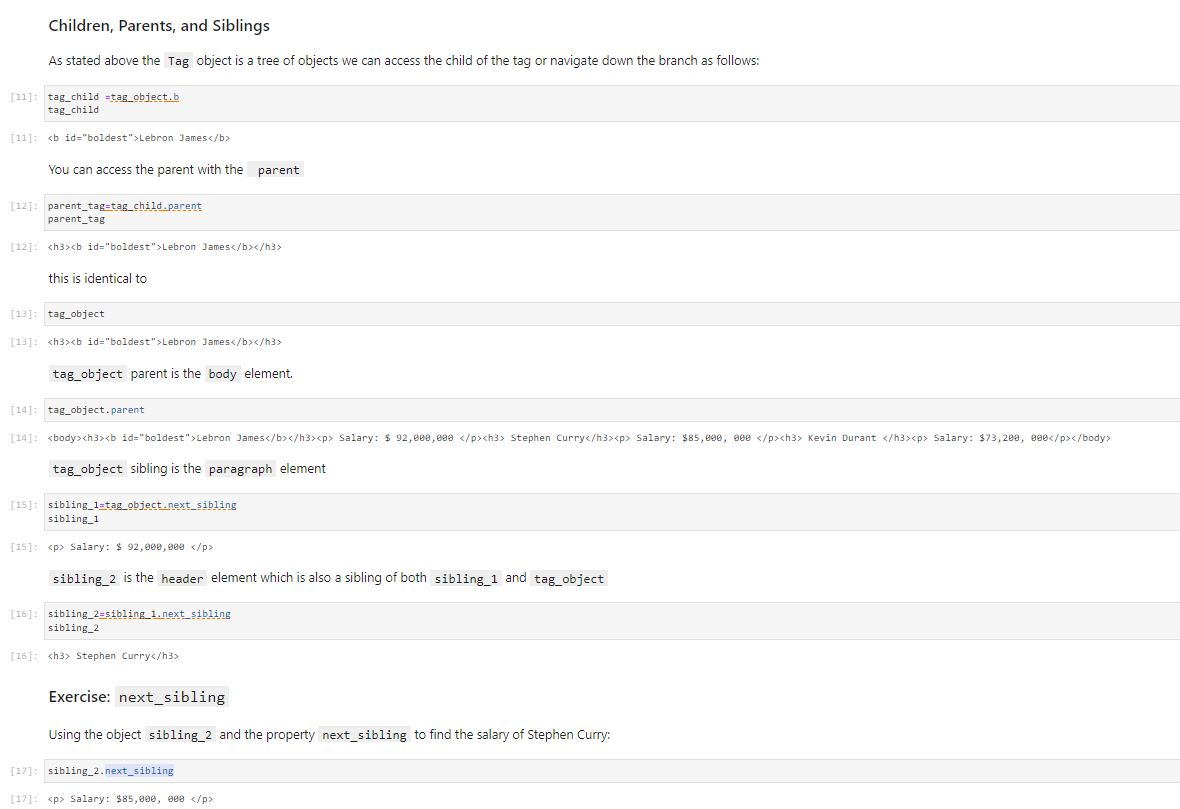 Children, Parents, and Siblings
As stated above the Tag object is a tree of objects we can access the child of the tag or navigate down the branch as follows:
[11]: tag_child =tag_object.b
tag_child
[11]: <b id="boldest">Lebron James</b>
You can access the parent with the parent
[12]: parent_tag=tag_child.parent
parent_tag
[12]: <h3><b id="boldest">Lebron James</b></h3>
this is identical to
[13]: tag_object
[13]: <h3><b id="boldest">Lebron James</b></h3>
tag_object parent is the body element.
[14]: tag_object.parent
[14]: <body><h3><b id="boldest">Lebron James</b></h3><p> Salary: $ 92,000,000 </p><h3> Stephen Curry</h3><p> Salary: $85,000, 000 </p><h3> Kevin Durant </h3><p> Salary: $73,200, 000</p></body>
tag_object sibling is the paragraph element
[15]: sibling_1=tag_object.next_sibling
sibling_1
[15]: <p> Salary: $ 92,000,000 </p>
sibling_2 is the header element which is also a sibling of both sibling_1 and tag_object
[16]: sibling_2=sibling_1.next_sibling
sibling_2
[16]: <h3> Stephen Curry</h3>
Exercise: next_sibling
Using the object sibling_2 and the property next_sibling to find the salary of Stephen Curry:
[17]: sibling_2.next_sibling
[17]: <p> Salary: $85,000, 000 </p>